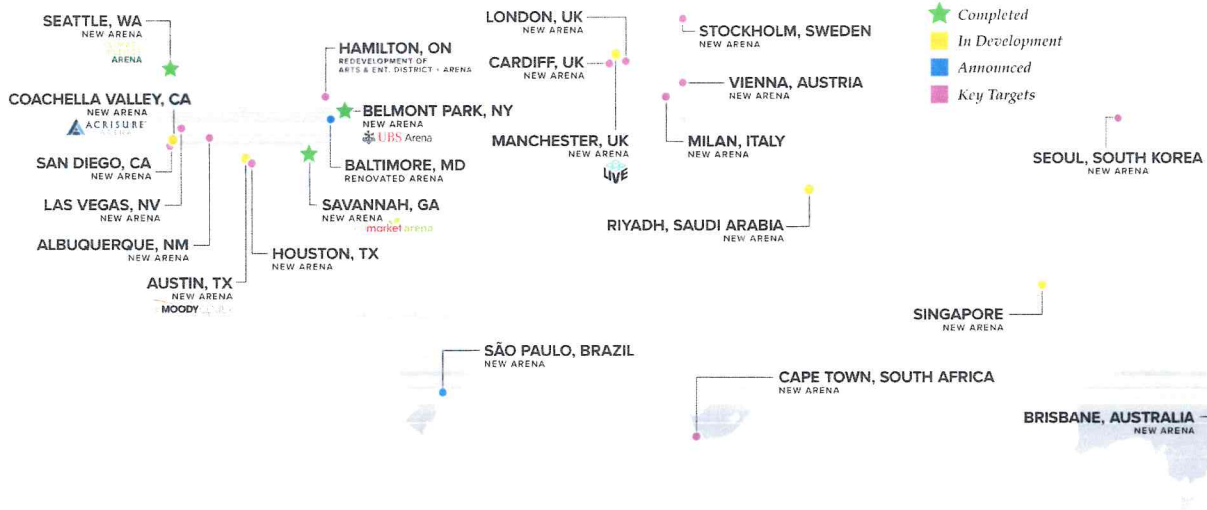 SEATTLE, WA
NEW ARENA
ARENA
COACHELLA VALLEY, CA
NEW ARENA
ACRISURE
ARENA
SAN DIEGO, CA
NEW ARENA
LAS VEGAS, NV
NEW ARENA
ALBUQUERQUE, NM
NEW ARENA
AUSTIN, TX
NEW ARENA
MOODY
HOUSTON, TX
NEW ARENA
HAMILTON, ON
REDEVELOPMENT OF
ARTS & ENT. DISTRICT + ARENA
BELMONT PARK, NY
NEW ARENA
UBS Arena
BALTIMORE, MD
RENOVATED ARENA
SAVANNAH, GA
NEW ARENA
market arena
LONDON, UK
NEW ARENA
CARDIFF, UK
NEW ARENA
MANCHESTER, UK
NEW ARENA
LIVE
STOCKHOLM, SWEDEN
NEW ARENA
VIENNA, AUSTRIA
NEW ARENA
MILAN, ITALY
NEW ARENA
RIYADH, SAUDI ARABIA
NEW ARENA
SÃO PAULO, BRAZIL
NEW ARENA
CAPE TOWN, SOUTH AFRICA
NEW ARENA
SINGAPORE
NEW ARENA
SEOUL, SOUTH KOREA
NEW ARENA
BRISBANE, AUSTRALIA
NEW ARENA
Completed
In Development
Announced
Key Targets